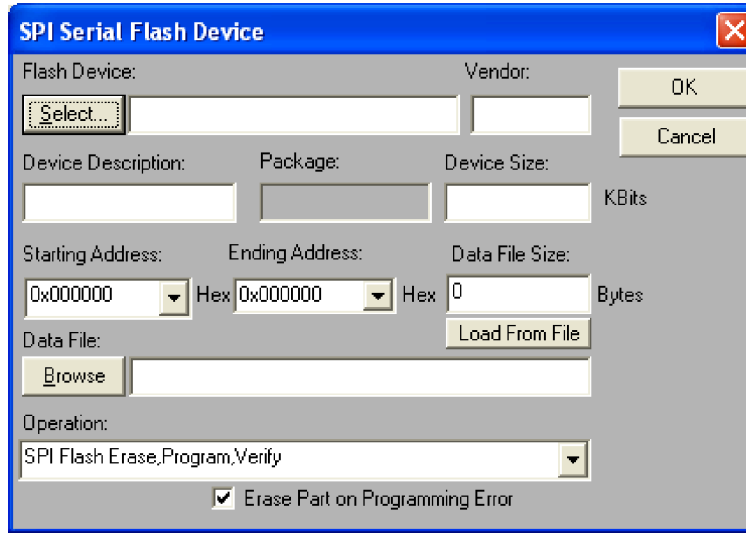 SPI Serial Flash Device
Flash Device: Vendor:
Select... OK
Cancel
Device Description: Package: Device Size:
KBits
Starting Address: Ending Address: Data File Size:
0x000000 Hex 0x000000 Hex 0 Bytes
Load From File
Data File:
Browse
Operation:
SPI Flash Erase,Program,Verify
Erase Part on Programming Error